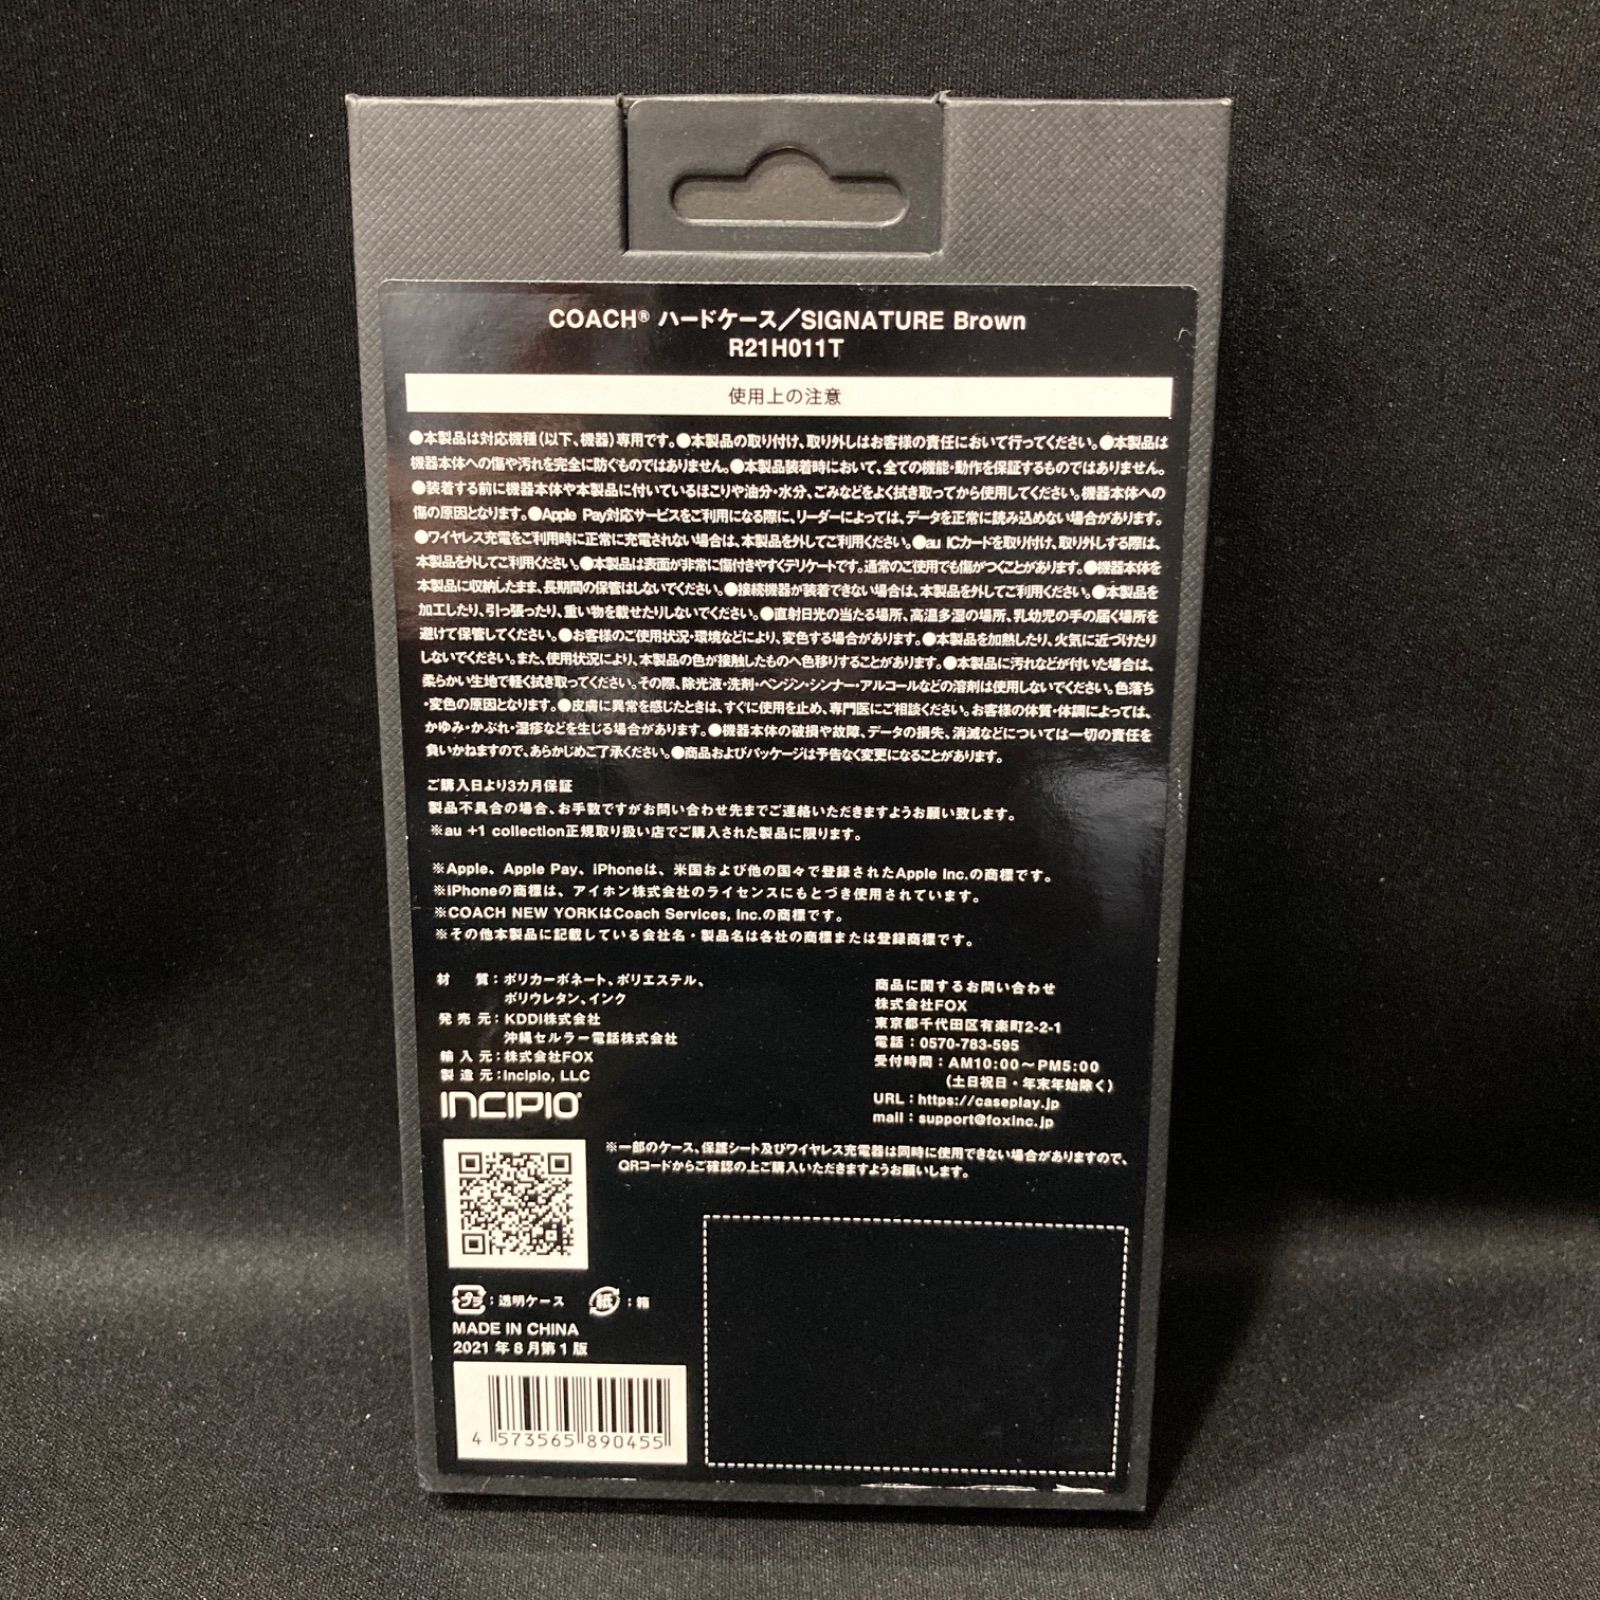 COACH® ハードケース／SIGNATURE Brown
R21H011T
使用上の注意
●本製品は対応機種(以下、機器)専用です。●本製品の取り付け、取り外しはお客様の責任において行ってください。●本製品は
機器本体への傷や汚れを完全に防ぐものではありません。●本製品装着時において、全ての機能・動作を保証するものではありません。
●装着する前に機器本体や本製品に付いているほこりや油分・水分、ごみなどをよく拭き取ってから使用してください。機器本体への
傷の原因となります。●Apple Pay対応サービスをご利用になる際に、リーダーによっては、データを正常に読み込めない場合があります。
●ワイヤレス充電をご利用時に正常に充電されない場合は、本製品を外してご利用ください。●au ICカードを取り付け、取り外しする際は、
本製品を外してご利用ください。●本製品は表面が非常に傷付きやすくデリケートです。通常のご使用でも傷がつくことがあります。●機器本体を
本製品に収納したまま、長期間の保管はしないでください。●接続機器が装着できない場合は、本製品を外してご利用ください。●本製品を
加工したり、引っ張ったり、重い物を載せたりしないでください。●直射日光の当たる場所、高温多湿の場所、乳幼児の手の届く場所を
避けて保管してください。●お客様のご使用状況・環境などにより、変色する場合があります。●本製品を加熱したり、火気に近づけたり
しないでください。また、使用状況により、本製品の色が接触したものへ色移りすることがあります。●本製品に汚れなどが付いた場合は、
柔らかい生地で軽く拭き取ってください。その際、除光液・洗剤・ベンジン・シンナー・アルコールなどの溶剤は使用しないでください。色落ち
・変色の原因となります。●皮膚に異常を感じたときは、すぐに使用を止め、専門医にご相談ください。お客様の体質・体調によっては、
かゆみ・かぶれ・湿疹などを生じる場合があります。●機器本体の破損や故障、データの損失、消滅などについては一切の責任を
負いかねますので、あらかじめご了承ください。●商品およびパッケージは予告なく変更になることがあります。
ご購入日より3カ月保証
製品不具合の場合、お手数ですがお問い合わせ先までご連絡いただきますようお願い致します。
※au +1 collection正規取り扱い店でご購入された製品に限ります。
※Apple、Apple Pay、iPhoneは、米国および他の国々で登録されたApple Inc.の商標です。
※iPhoneの商標は、アイホン株式会社のライセンスにもとづき使用されています。
※COACH NEW YORKはCoach Services, Inc.の商標です。
※その他本製品に記載している会社名・製品名は各社の商標または登録商標です。
材 質：ポリカーボネート、ポリエステル、
ポリウレタン、インク
発売元：KDDI株式会社
沖縄セルラー電話株式会社
輸入元：株式会社FOX
製造元：Incipio, LLC
INCIPIO
商品に関するお問い合わせ
株式会社FOX
東京都千代田区有楽町2-2-1
電話：0570-783-595
受付時間：AM10:00～PM5:00
(土日祝日・年末年始除く)
URL：https://caseplay.jp
mail：support@foxinc.jp
※一部のケース、保護シート及びワイヤレス充電器は同時に使用できない場合がありますので、
QRコードからご確認の上ご購入いただきますようお願いします。
プラ：透明ケース 紙：箱
MADE IN CHINA
2021年8月第1版
4 573565 890455